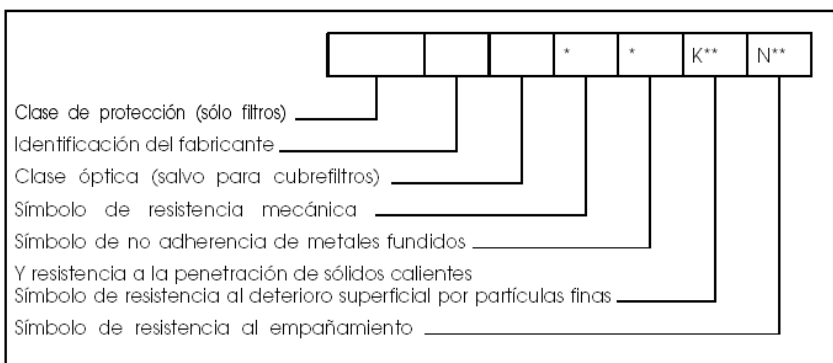 * * K** N**
Clase de protección (sólo filtros)
Identificación del fabricante
Clase óptica (salvo para cubrefiltros)
Símbolo de resistencia mecánica
Símbolo de no adherencia de metales fundidos
Y resistencia a la penetración de sólidos calientes
Símbolo de resistencia al deterioro superficial por partículas finas
Símbolo de resistencia al empañamiento